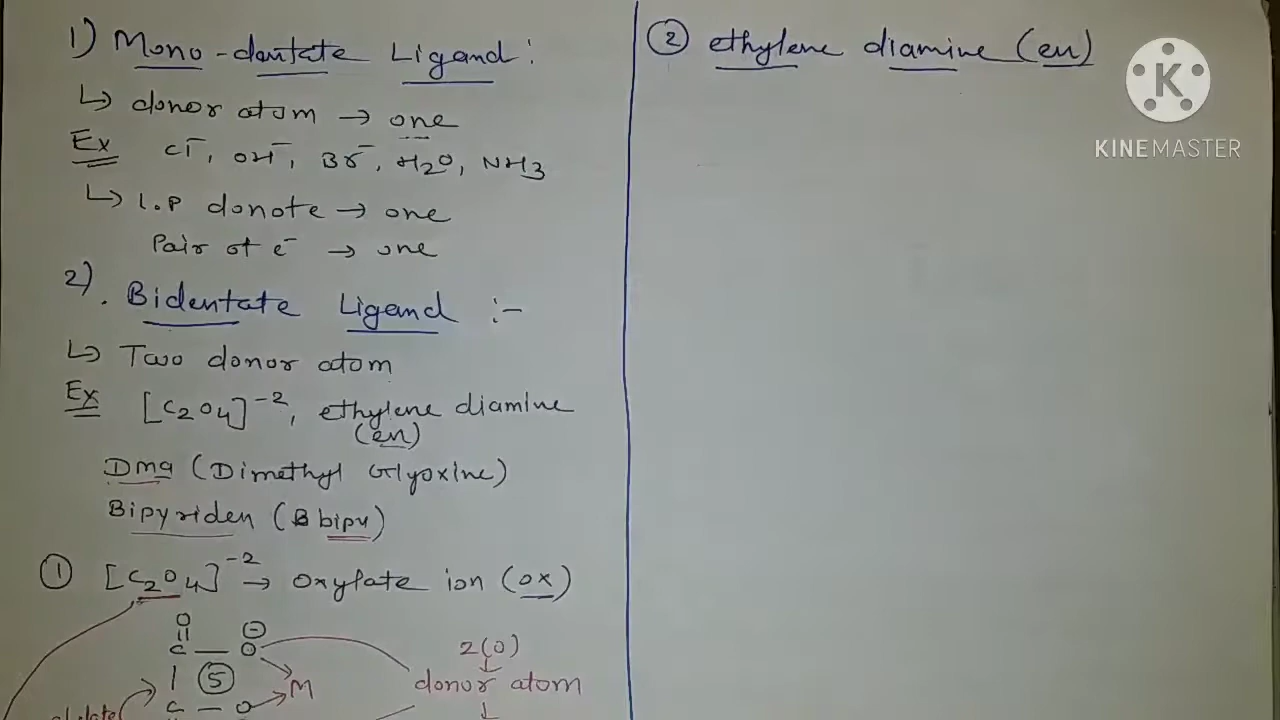 1) Mono-dentate Ligand :
↳ donor atom → one
Ex Cl⁻, OH⁻, Br⁻, H2O, NH3
↳ l.p donote → one
Pair of e⁻ → one
2). Bidentate Ligand :-
↳ Two donor atom
Ex [C2O4]⁻², ethylene diamine
(en)
Dmg (Dimethyl Glyoxine)
Bipyriden (B bipy)
① [C2O4]⁻² → Oxylate ion (ox)
O
||
C — O ⊖
| ⑤ M
C — O
2(O)
↓
donor atom
↓
② ethylene diamine (en)
K
KINEMASTER